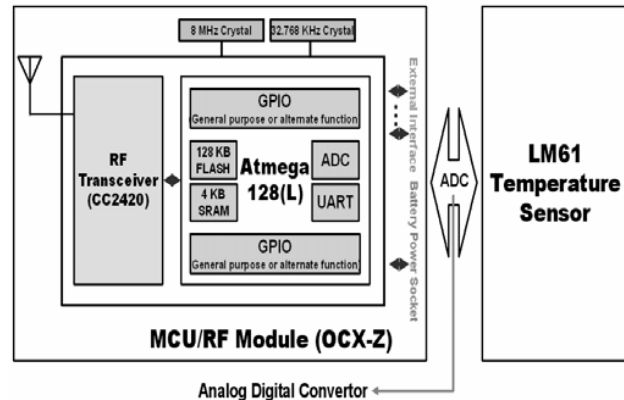 8 MHz Crystal
32.768 KHz Crystal
GPIO
(General purpose or alternate function)
RF
Transceiver
(CC2420)
128 KB
FLASH
4 KB
SRAM
Atmega
128(L)
ADC
UART
GPIO
(General purpose or alternate function)
External Interface
Battery Power Socket
MCU/RF Module (OCX-Z)
ADC
LM61
Temperature
Sensor
Analog Digital Convertor